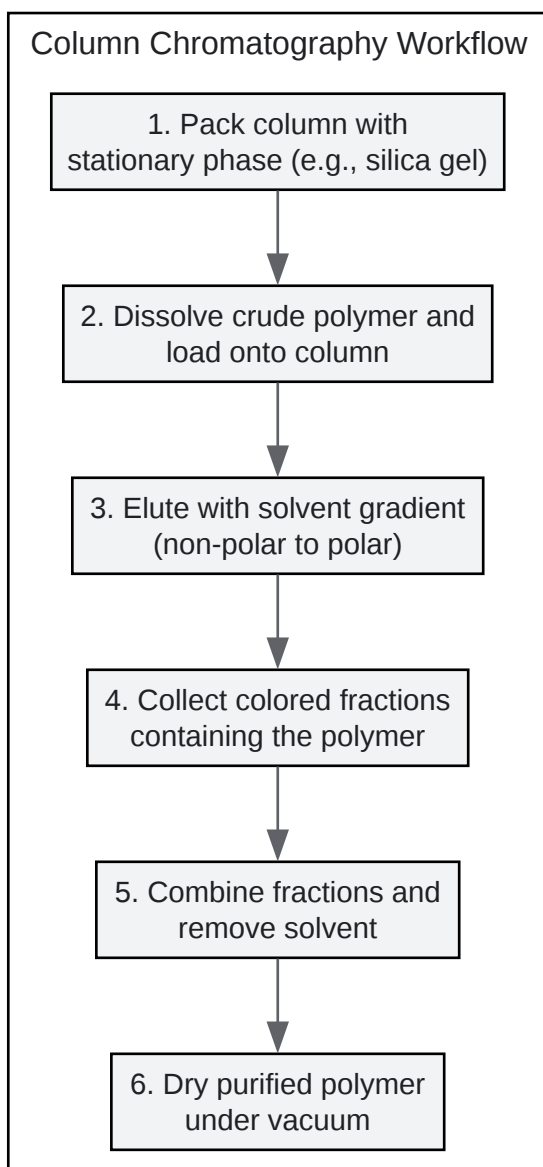 Column Chromatography Workflow
1. Pack column with
stationary phase (e.g., silica gel)
2. Dissolve crude polymer and
load onto column
3. Elute with solvent gradient
(non-polar to polar)
4. Collect colored fractions
containing the polymer
5. Combine fractions and
remove solvent
6. Dry purified polymer
under vacuum